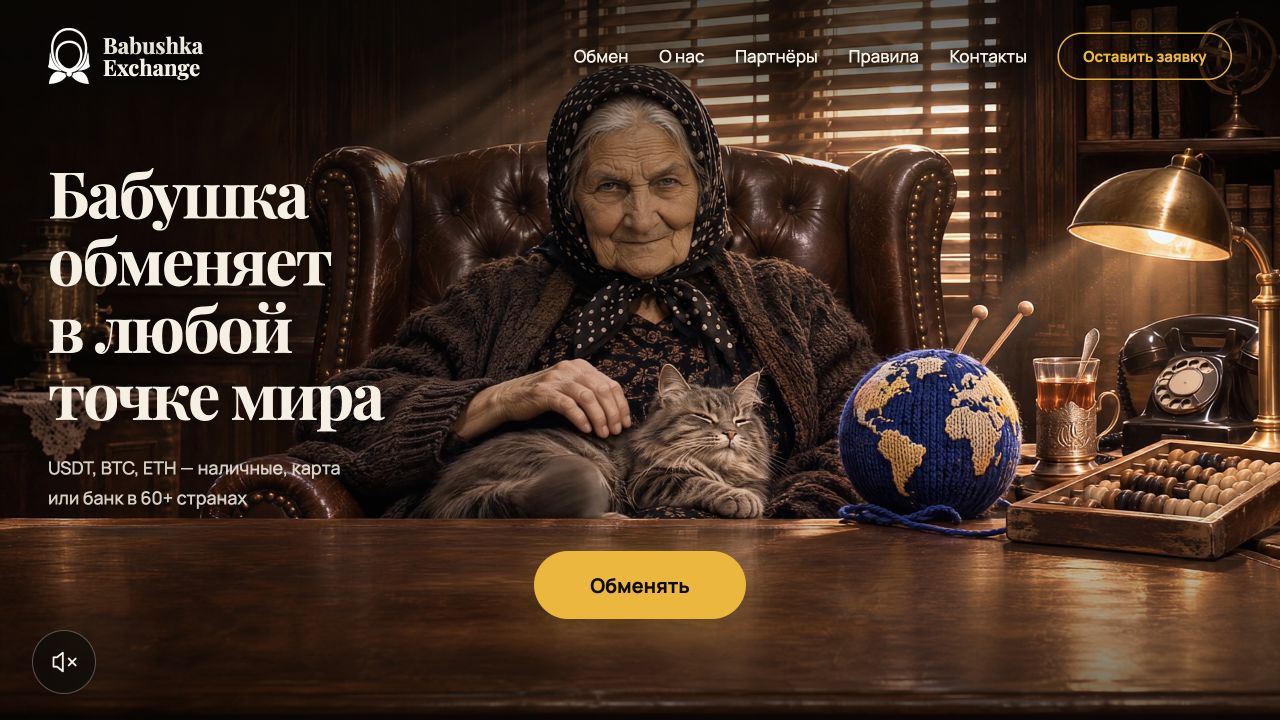 Babushka
Exchange
Обмен
О нас
Партнёры
Правила
Контакты
Оставить заявку
Бабушка
обменяет
в любой
точке мира
USDT, BTC, ETH — наличные, карта
или банк в 60+ странах
Обменять